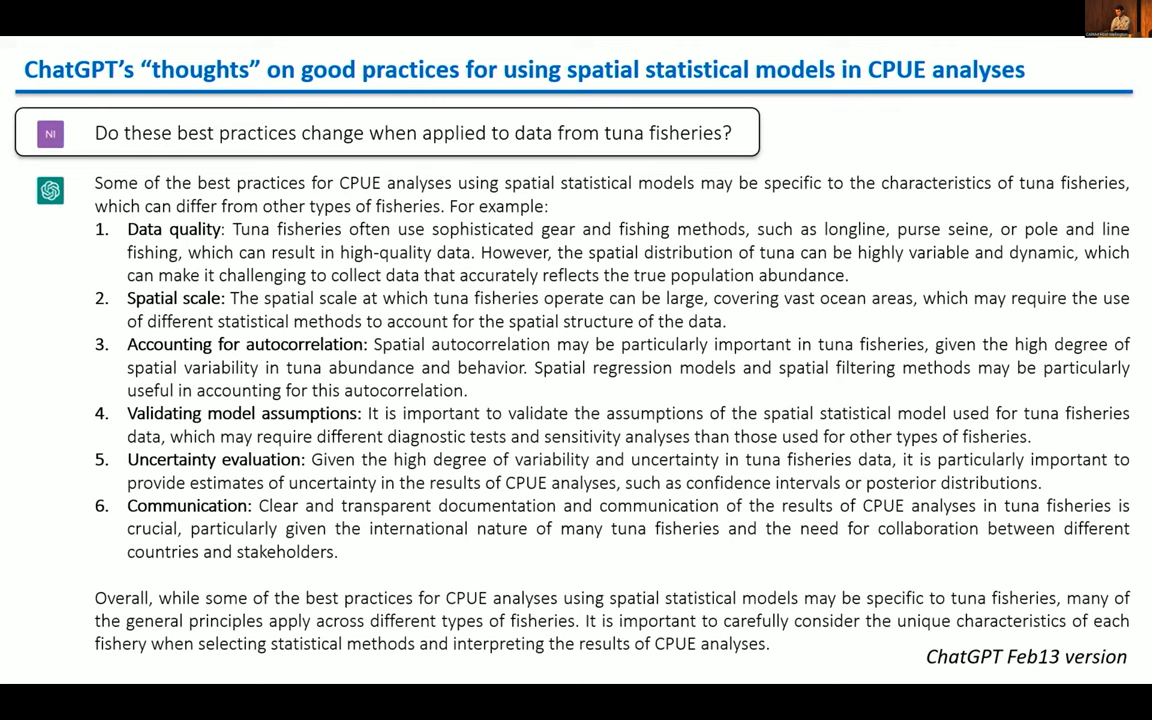 ChatGPT's “thoughts” on good practices for using spatial statistical models in CPUE analyses
NI
Do these best practices change when applied to data from tuna fisheries?
Some of the best practices for CPUE analyses using spatial statistical models may be specific to the characteristics of tuna fisheries,
which can differ from other types of fisheries. For example:
1. Data quality: Tuna fisheries often use sophisticated gear and fishing methods, such as longline, purse seine, or pole and line
fishing, which can result in high-quality data. However, the spatial distribution of tuna can be highly variable and dynamic, which
can make it challenging to collect data that accurately reflects the true population abundance.
2. Spatial scale: The spatial scale at which tuna fisheries operate can be large, covering vast ocean areas, which may require the use
of different statistical methods to account for the spatial structure of the data.
3. Accounting for autocorrelation: Spatial autocorrelation may be particularly important in tuna fisheries, given the high degree of
spatial variability in tuna abundance and behavior. Spatial regression models and spatial filtering methods may be particularly
useful in accounting for this autocorrelation.
4. Validating model assumptions: It is important to validate the assumptions of the spatial statistical model used for tuna fisheries
data, which may require different diagnostic tests and sensitivity analyses than those used for other types of fisheries.
5. Uncertainty evaluation: Given the high degree of variability and uncertainty in tuna fisheries data, it is particularly important to
provide estimates of uncertainty in the results of CPUE analyses, such as confidence intervals or posterior distributions.
6. Communication: Clear and transparent documentation and communication of the results of CPUE analyses in tuna fisheries is
crucial, particularly given the international nature of many tuna fisheries and the need for collaboration between different
countries and stakeholders.
Overall, while some of the best practices for CPUE analyses using spatial statistical models may be specific to tuna fisheries, many of
the general principles apply across different types of fisheries. It is important to carefully consider the unique characteristics of each
fishery when selecting statistical methods and interpreting the results of CPUE analyses.
ChatGPT Feb13 version